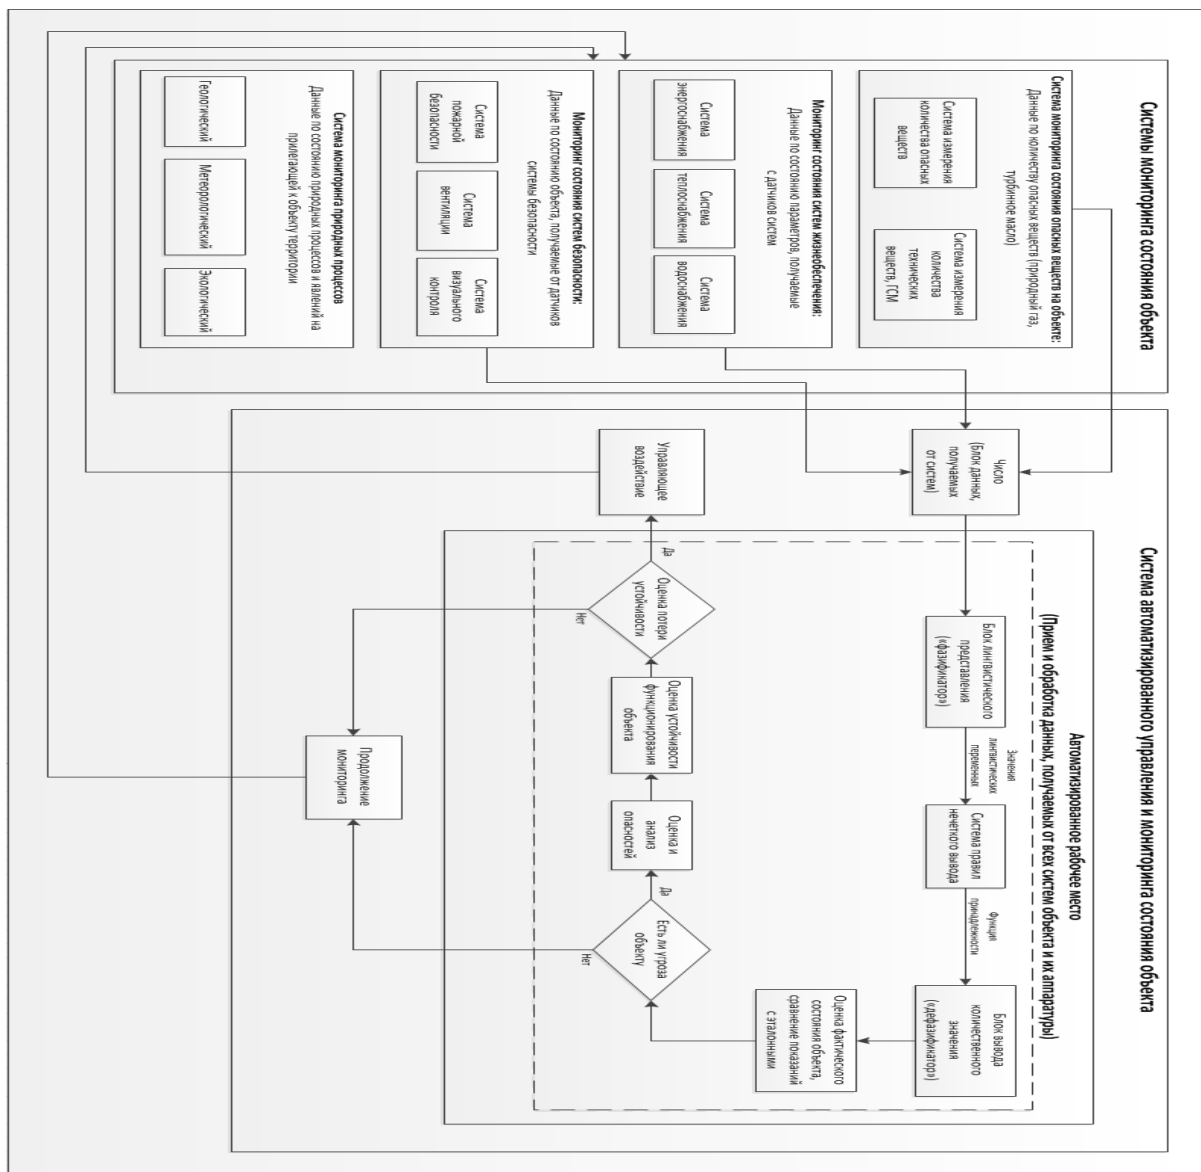 Системы мониторинга состояния объекта
Система мониторинга состояния опасных веществ на объекте:
Данные по количеству опасных веществ (природный газ,
турбинное масло)
Система измерения
количества опасных
веществ
Система измерения
количества
технических
веществ, ГСМ
Мониторинг состояния систем жизнеобеспечения:
Данные по состоянию параметров, получаемые
с датчиков систем
Система
энергоснабжения
Система
теплоснабжения
Система
водоснабжения
Мониторинг состояния систем безопасности:
Данные по состоянию объекта, получаемые от датчиков
системы безопасности
Система
пожарной
безопасности
Система
вентиляции
Система
визуального
контроля
Система мониторинга природных процессов
Данные по состоянию природных процессов и явлений на
прилегающей к объекту территории
Геологический
Метеорологический
Экологический
Система автоматизированного управления и мониторинга состояния объекта
Число
(Блок данных,
получаемых
от систем)
Автоматизированное рабочее место
(Прием и обработка данных, получаемых от всех систем объекта и их аппаратуры)
Блок лингвистического
представления
(«фазификатор»)
Значения
лингвистических
переменных
Система правил
нечеткого вывода
Функция
принадлежности
Блок вывода
количественного
значения
(«дефазификатор»)
Оценка фактического
состояния объекта,
сравнение показаний
с эталонными
Управляющее
воздействие
Да
Оценка потери
устойчивости
Нет
Оценка устойчивости
функционирования
объекта
Оценка и
анализ
опасностей
Да
Есть ли угроза
объекту
Нет
Продолжение
мониторинга